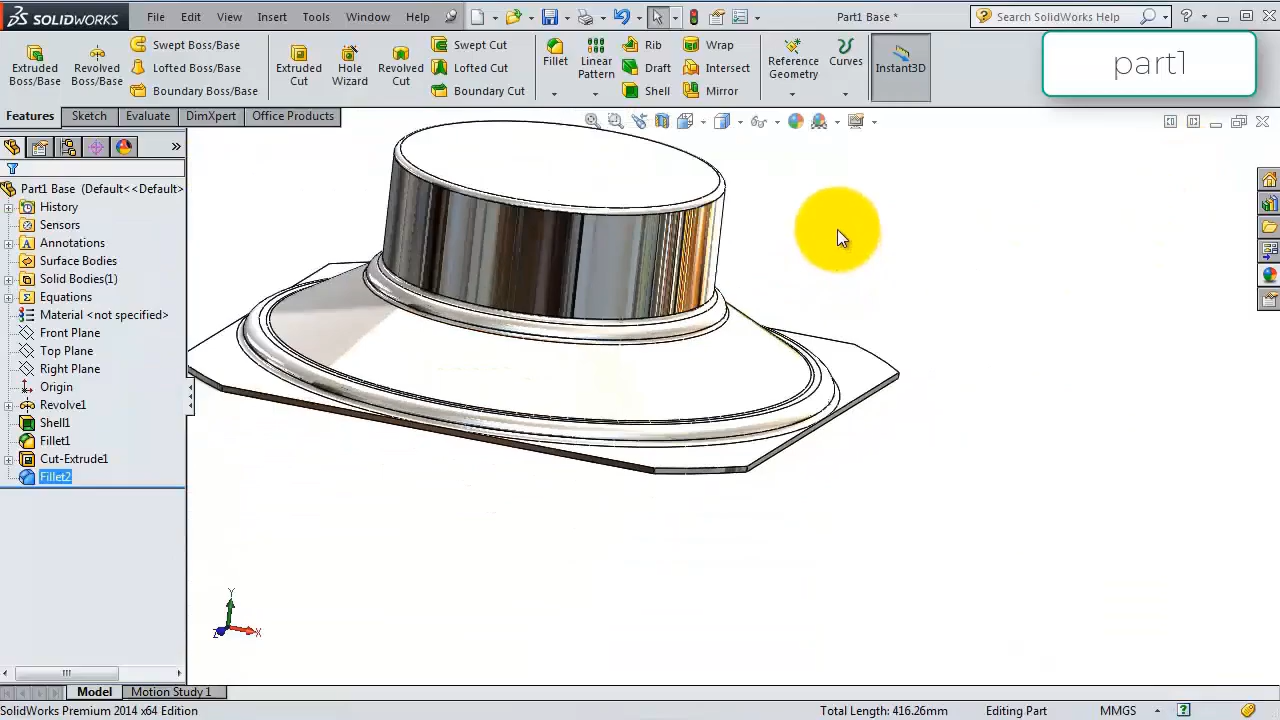 SOLIDWORKS
File Edit View Insert Tools Window Help
Part1 Base *
Search SolidWorks Help
part1
Extruded Boss/Base
Revolved Boss/Base
Swept Boss/Base
Lofted Boss/Base
Boundary Boss/Base
Extruded Cut
Hole Wizard
Revolved Cut
Swept Cut
Lofted Cut
Boundary Cut
Fillet
Linear Pattern
Rib
Draft
Shell
Wrap
Intersect
Mirror
Reference Geometry
Curves
Instant3D
Features Sketch Evaluate DimXpert Office Products
Part1 Base (Default<<Default>
History
Sensors
Annotations
Surface Bodies
Solid Bodies(1)
Equations
Material <not specified>
Front Plane
Top Plane
Right Plane
Origin
Revolve1
Shell1
Fillet1
Cut-Extrude1
Fillet2
Y
Z X
Model Motion Study 1
SolidWorks Premium 2014 x64 Edition Total Length: 416.26mm Editing Part MMGS